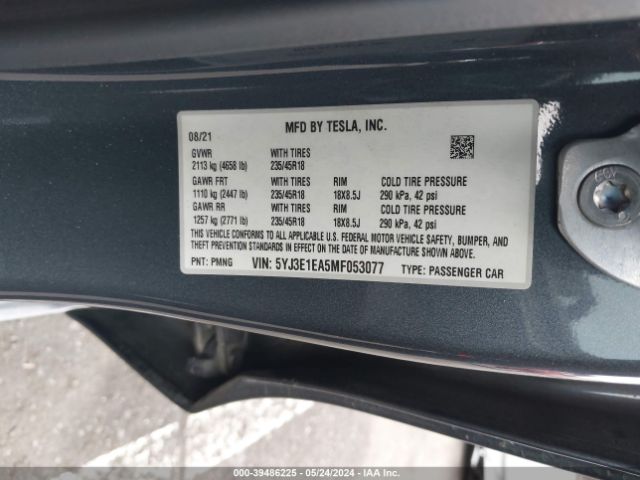 08/21 MFD BY TESLA, INC.
GVWR WITH TIRES
2113 kg (4658 lb) 235/45R18
GAWR FRT WITH TIRES RIM COLD TIRE PRESSURE
1110 kg (2447 lb) 235/45R18 18X8.5J 290 kPa, 42 psi
GAWR RR WITH TIRES RIM COLD TIRE PRESSURE
1257 kg (2771 lb) 235/45R18 18X8.5J 290 kPa, 42 psi
THIS VEHICLE CONFORMS TO ALL APPLICABLE U.S. FEDERAL MOTOR VEHICLE SAFETY, BUMPER, AND
THEFT PREVENTION STANDARDS IN EFFECT ON THE DATE OF MANUFACTURE SHOWN ABOVE.
PNT: PMNG VIN: 5YJ3E1EA5MF053077 TYPE: PASSENGER CAR
000-39486225 - 05/24/2024 - IAA Inc.